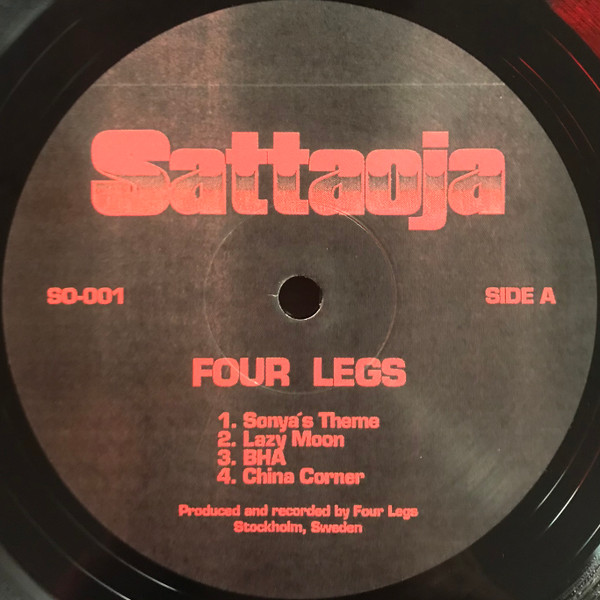 Sattaoja
SO-001
SIDE A
FOUR LEGS
1. Sonya´s Theme
2. Lazy Moon
3. BHA
4. China Corner
Produced and recorded by Four Legs
Stockholm, Sweden